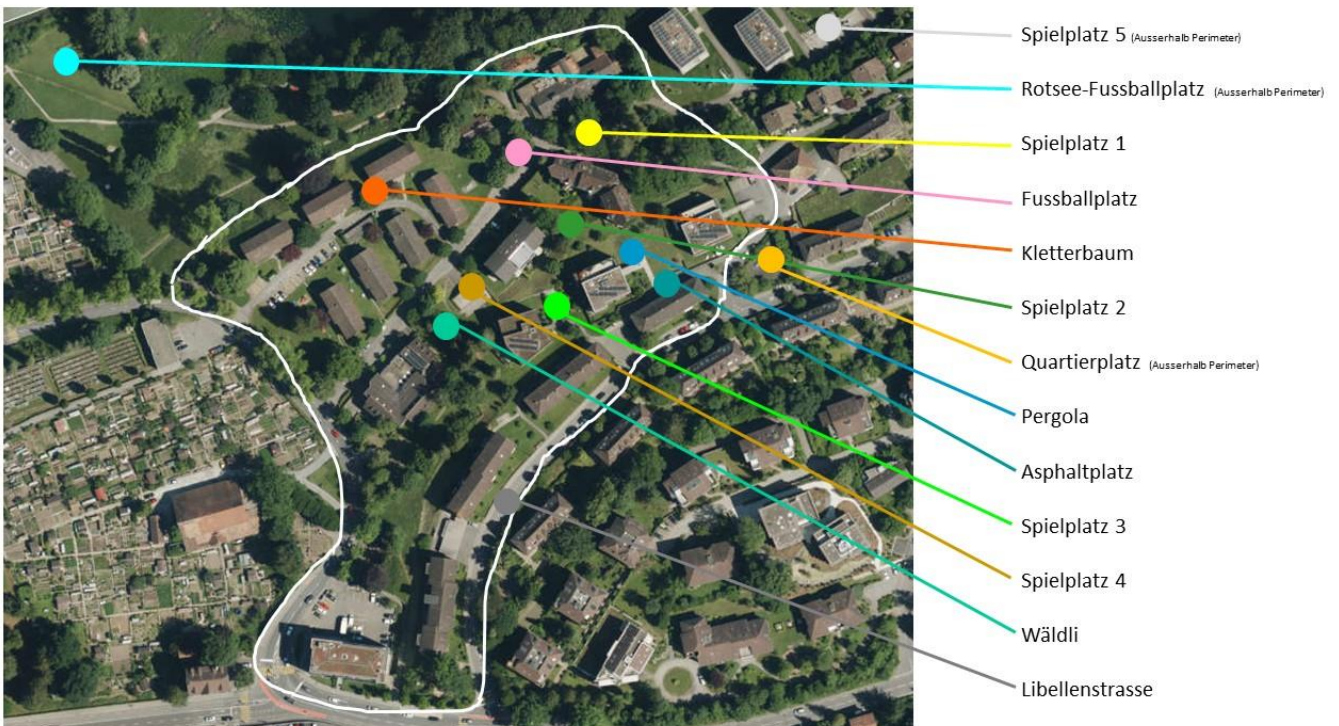 Spielplatz 5 (Ausserhalb Perimeter)
Rotsee-Fussballplatz (Ausserhalb Perimeter)
Spielplatz 1
Fussballplatz
Kletterbaum
Spielplatz 2
Quartierplatz (Ausserhalb Perimeter)
Pergola
Asphaltplatz
Spielplatz 3
Spielplatz 4
Wäldli
Libellenstrasse